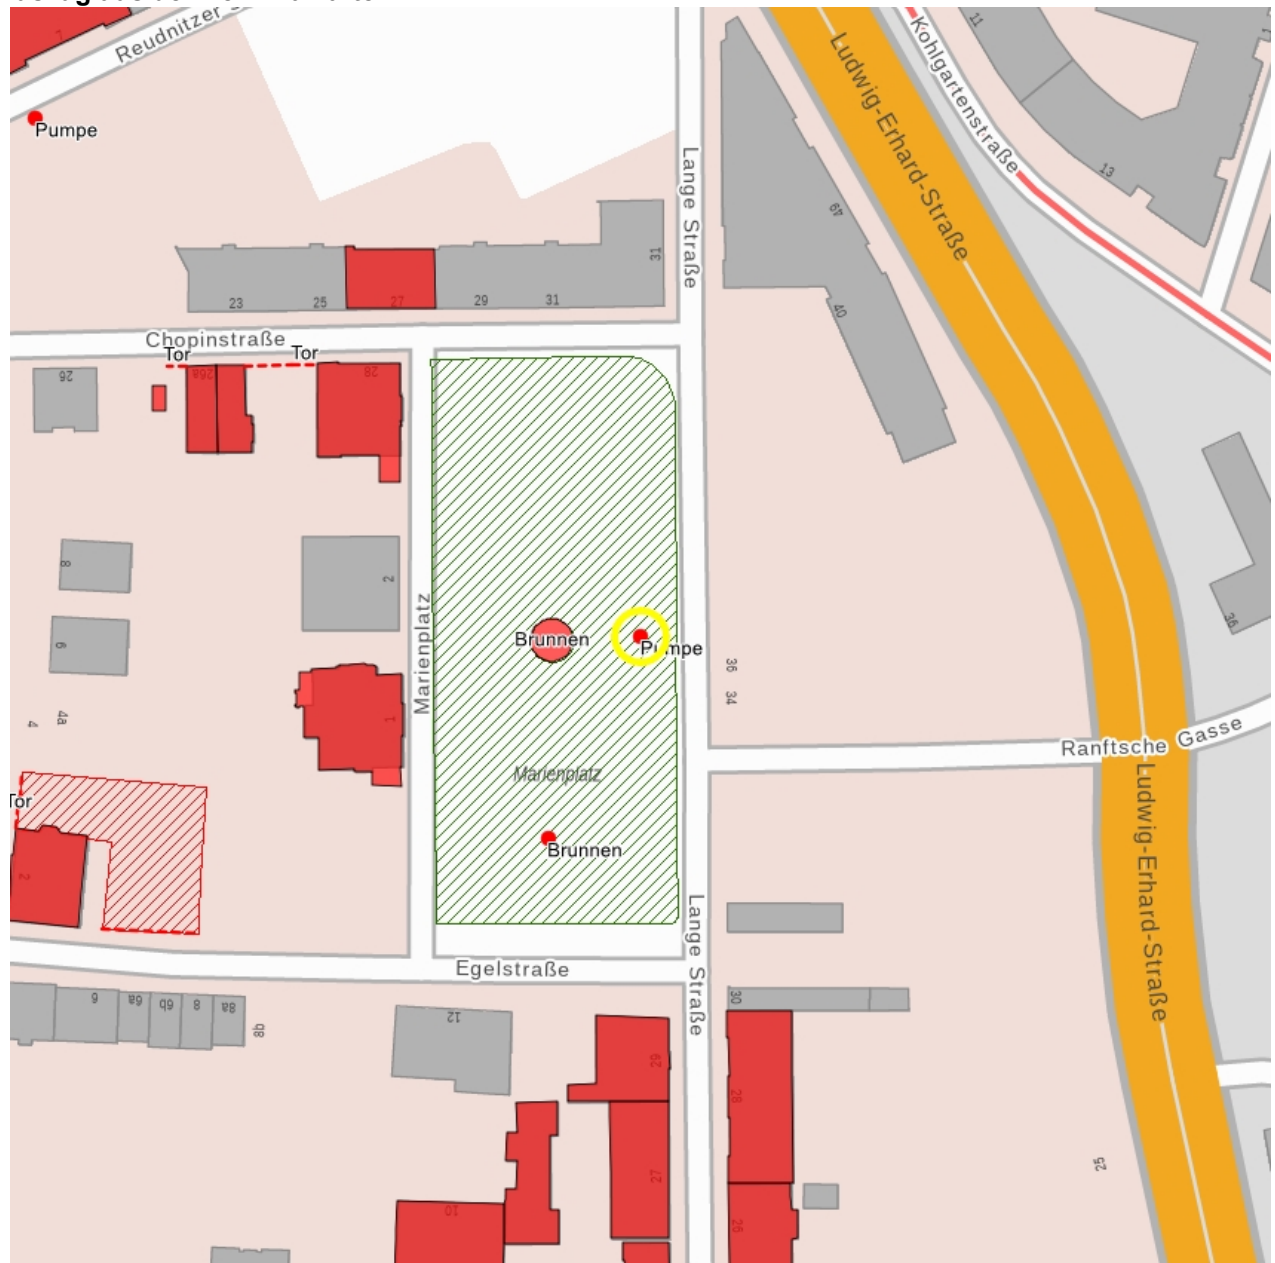 Reudnitzer
7
Pumpe
11
Kohlgartenstraße
13
Ludwig-Erhard-Straße
Lange Straße
49
40
31
23
25
27
29
31
Chopinstraße
Tor
Tor
26
26a
28
8
2
6
Marienplatz
Brunnen
Pumpe
36
36
34
4
4a
1
Ranftsche Gasse
Marienplatz
Tor
Brunnen
2
Ludwig-Erhard-Straße
Lange Straße
Egelstraße
6
6a
6b
8
8a
8b
12
30
29
28
27
25
10
26